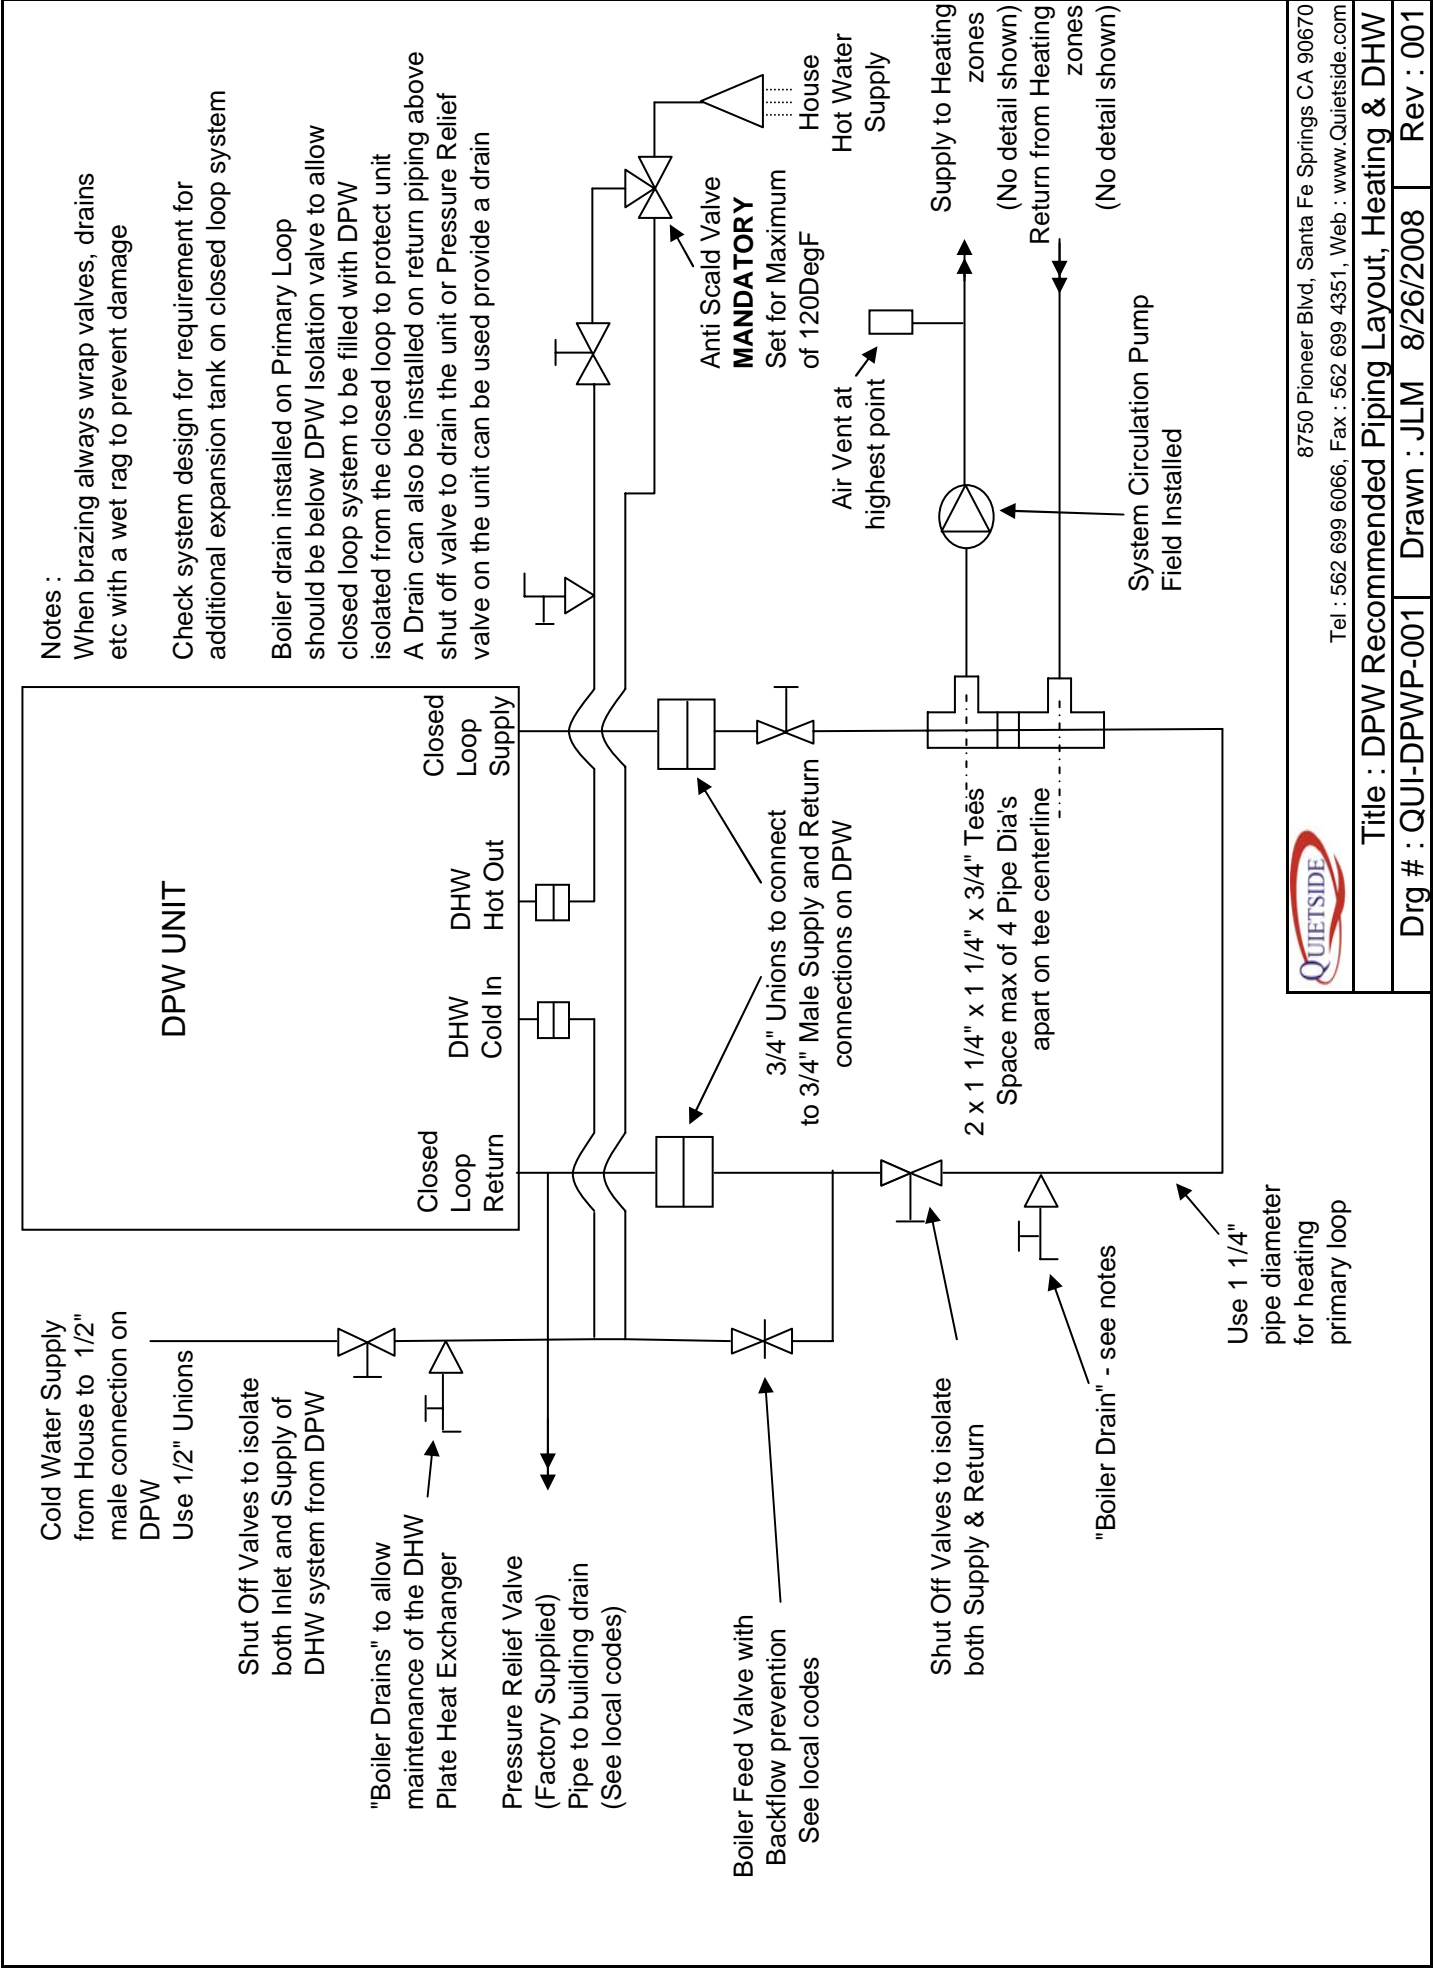 Cold Water Supply
from House to 1/2"
male connection on
DPW
Use 1/2" Unions
Shut Off Valves to isolate
both Inlet and Supply of
DHW system from DPW
"Boiler Drains" to allow
maintenance of the DHW
Plate Heat Exchanger
Pressure Relief Valve
(Factory Supplied)
Pipe to building drain
(See local codes)
Boiler Feed Valve with
Backflow prevention
See local codes
Shut Off Valves to isolate
both Supply & Return
"Boiler Drain" - see notes
Use 1 1/4"
pipe diameter
for heating
primary loop
DPW UNIT
Closed
Loop
Return
DHW
Cold In
DHW
Hot Out
Closed
Loop
Supply
3/4" Unions to connect
to 3/4" Male Supply and Return
connections on DPW
2 x 1 1/4" x 1 1/4" x 3/4" Tees
Space max of 4 Pipe Dia's
apart on tee centerline
Notes :
When brazing always wrap valves, drains
etc with a wet rag to prevent damage
Check system design for requirement for
additional expansion tank on closed loop system
Boiler drain installed on Primary Loop
should be below DPW Isolation valve to allow
closed loop system to be filled with DPW
isolated from the closed loop to protect unit
A Drain can also be installed on return piping above
shut off valve to drain the unit or Pressure Relief
valve on the unit can be used provide a drain
Anti Scald Valve
MANDATORY
Set for Maximum
of 120DegF
House
Hot Water
Supply
Air Vent at
highest point
System Circulation Pump
Field Installed
Supply to Heating
zones
(No detail shown)
Return from Heating
zones
(No detail shown)
QUIETSIDE
8750 Pioneer Blvd, Santa Fe Springs CA 90670
Tel : 562 699 6066, Fax : 562 699 4351, Web : www.Quietside.com
Title : DPW Recommended Piping Layout, Heating & DHW
Drg # : QUI-DPWP-001 Drawn : JLM 8/26/2008 Rev : 001